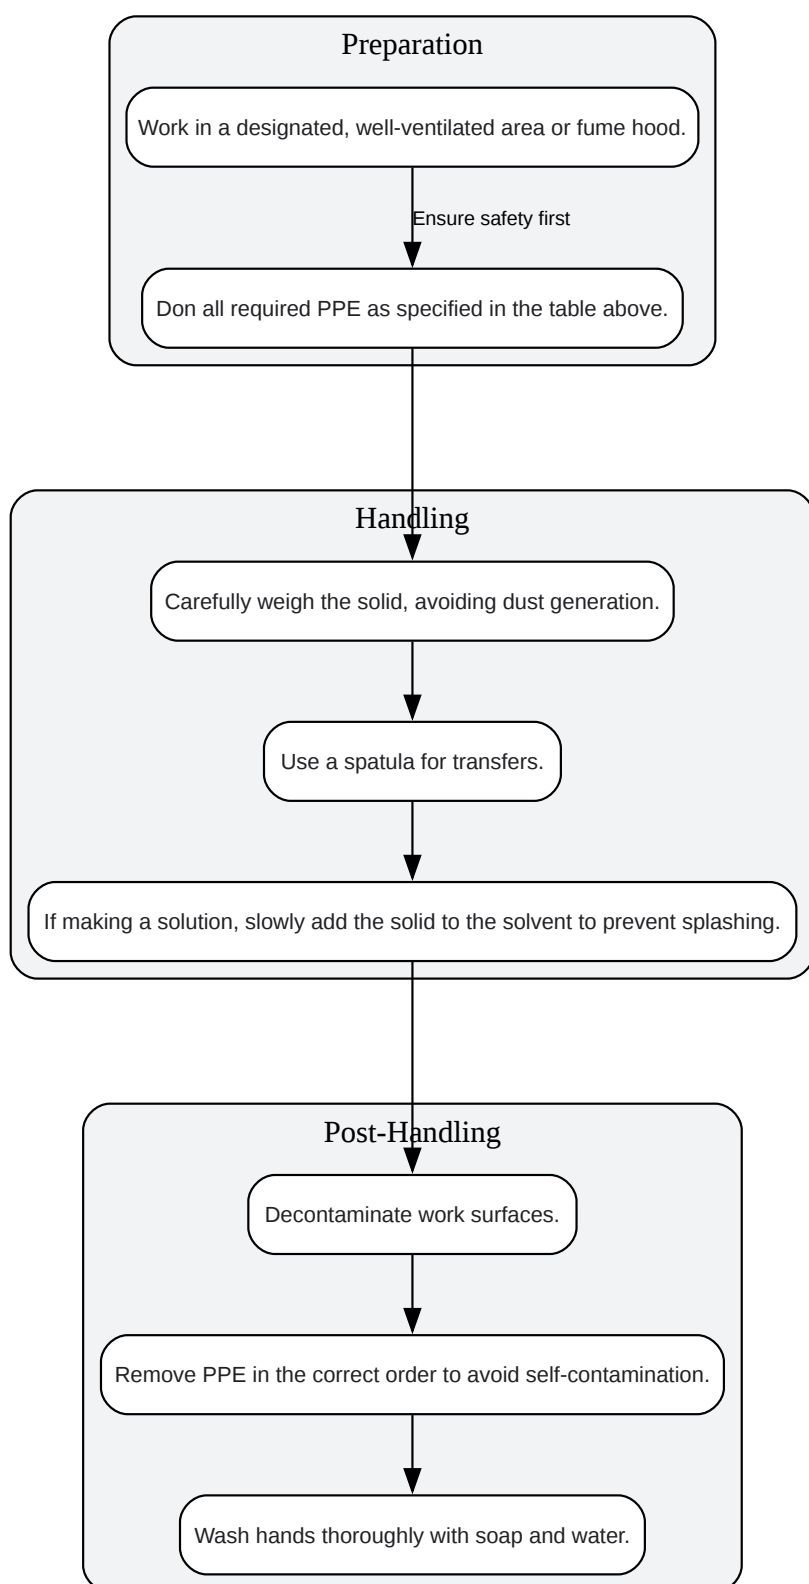 Preparation
Work in a designated, well-ventilated area or fume hood.
Ensure safety first
Don all required PPE as specified in the table above.
Handling
Carefully weigh the solid, avoiding dust generation.
Use a spatula for transfers.
If making a solution, slowly add the solid to the solvent to prevent splashing.
Post-Handling
Decontaminate work surfaces.
Remove PPE in the correct order to avoid self-contamination.
Wash hands thoroughly with soap and water.